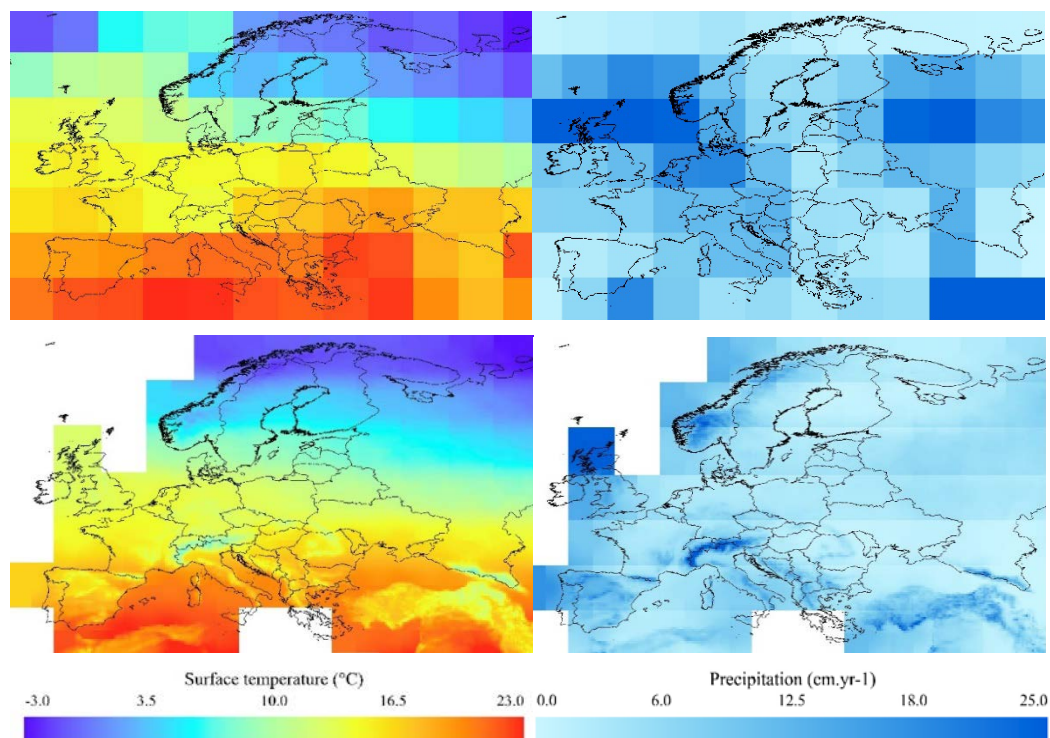 Surface temperature (°C)
-3.0 3.5 10.0 16.5 23.0
Precipitation (cm.yr-1)
0.0 6.0 12.5 18.0 25.0